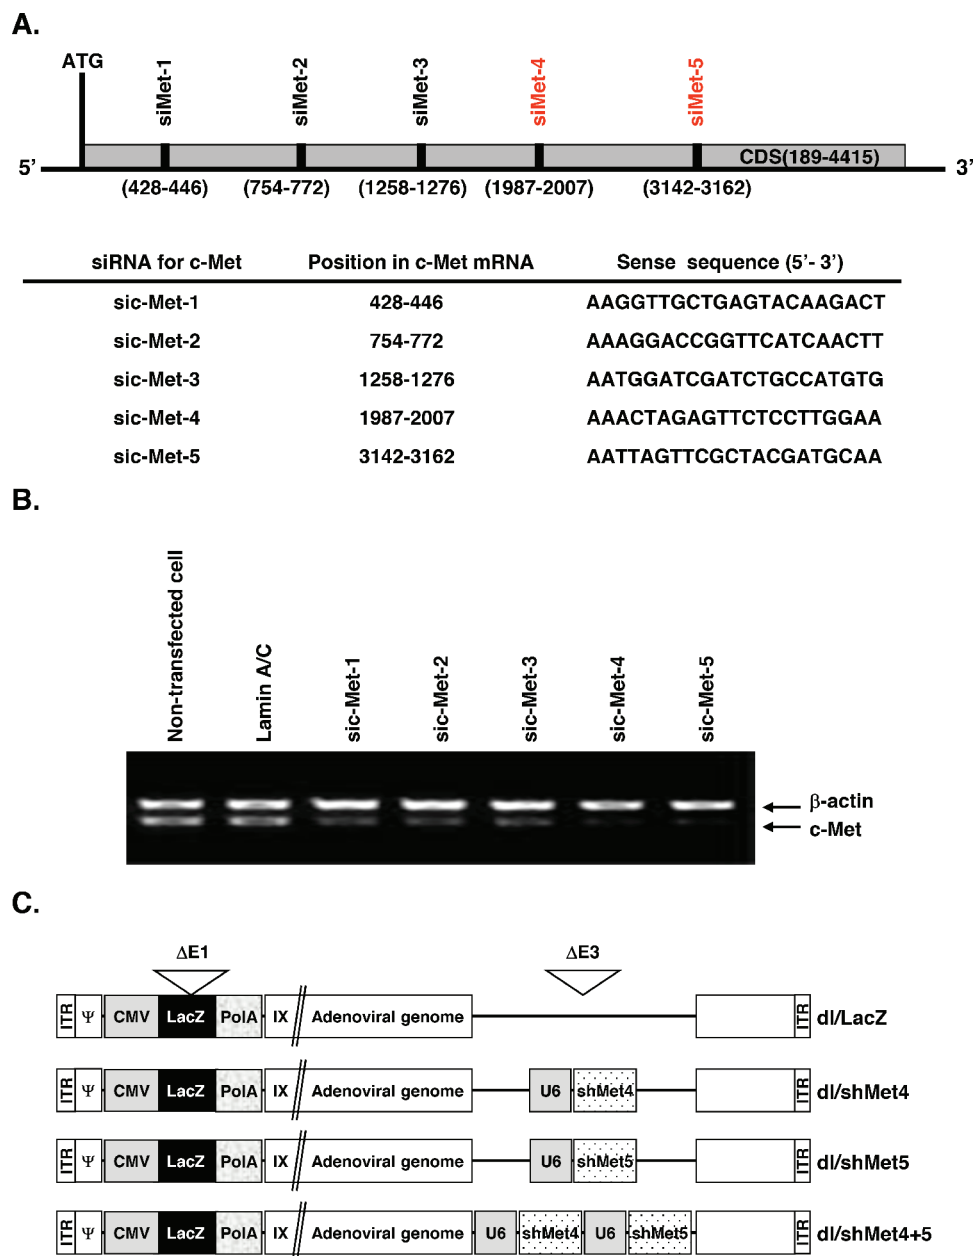 A.
ATG
siMet-1
siMet-2
siMet-3
siMet-4
siMet-5
5’
CDS(189-4415)
3’
(428-446)
(754-772)
(1258-1276)
(1987-2007)
(3142-3162)
siRNA for c-Met Position in c-Met mRNA Sense sequence (5’- 3’)
sic-Met-1 428-446 AAGGTTGCTGAGTACAAGACT
sic-Met-2 754-772 AAAGGACCGGTTCATCAACTT
sic-Met-3 1258-1276 AATGGATCGATCTGCCATGTG
sic-Met-4 1987-2007 AAACTAGAGTTCTCCTTGGAA
sic-Met-5 3142-3162 AATTAGTTCGCTACGATGCAA
B.
Non-transfected cell
Lamin A/C
sic-Met-1
sic-Met-2
sic-Met-3
sic-Met-4
sic-Met-5
β-actin
c-Met
C.
ΔE1 ΔE3
ITR Ψ CMV LacZ PolA IX Adenoviral genome ITR dl/LacZ
ITR Ψ CMV LacZ PolA IX Adenoviral genome U6 shMet4 ITR dl/shMet4
ITR Ψ CMV LacZ PolA IX Adenoviral genome U6 shMet5 ITR dl/shMet5
ITR Ψ CMV LacZ PolA IX Adenoviral genome U6 shMet4 U6 shMet5 ITR dl/shMet4+5